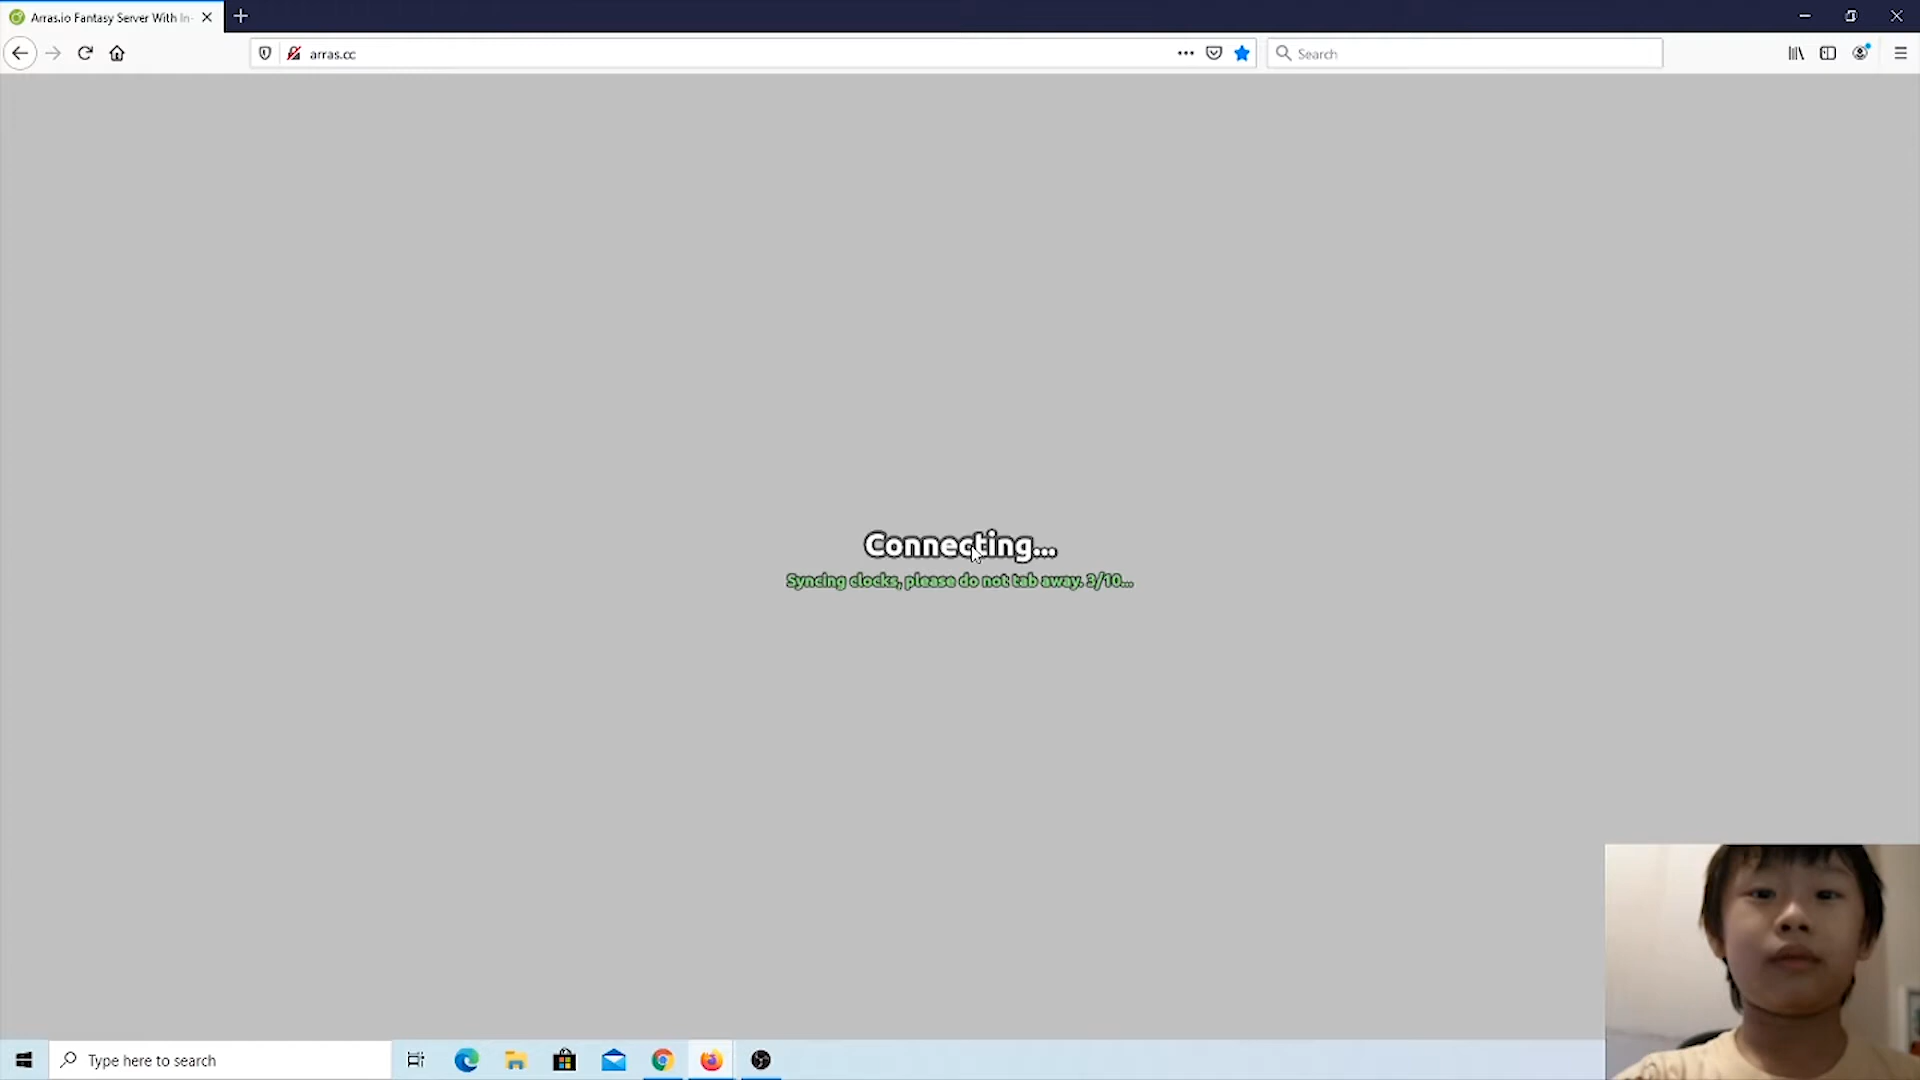 Arras.io Fantasy Server With In-
arras.cc
Search
Connecting...
Syncing clocks, please do not tab away. 3/10...
Type here to search